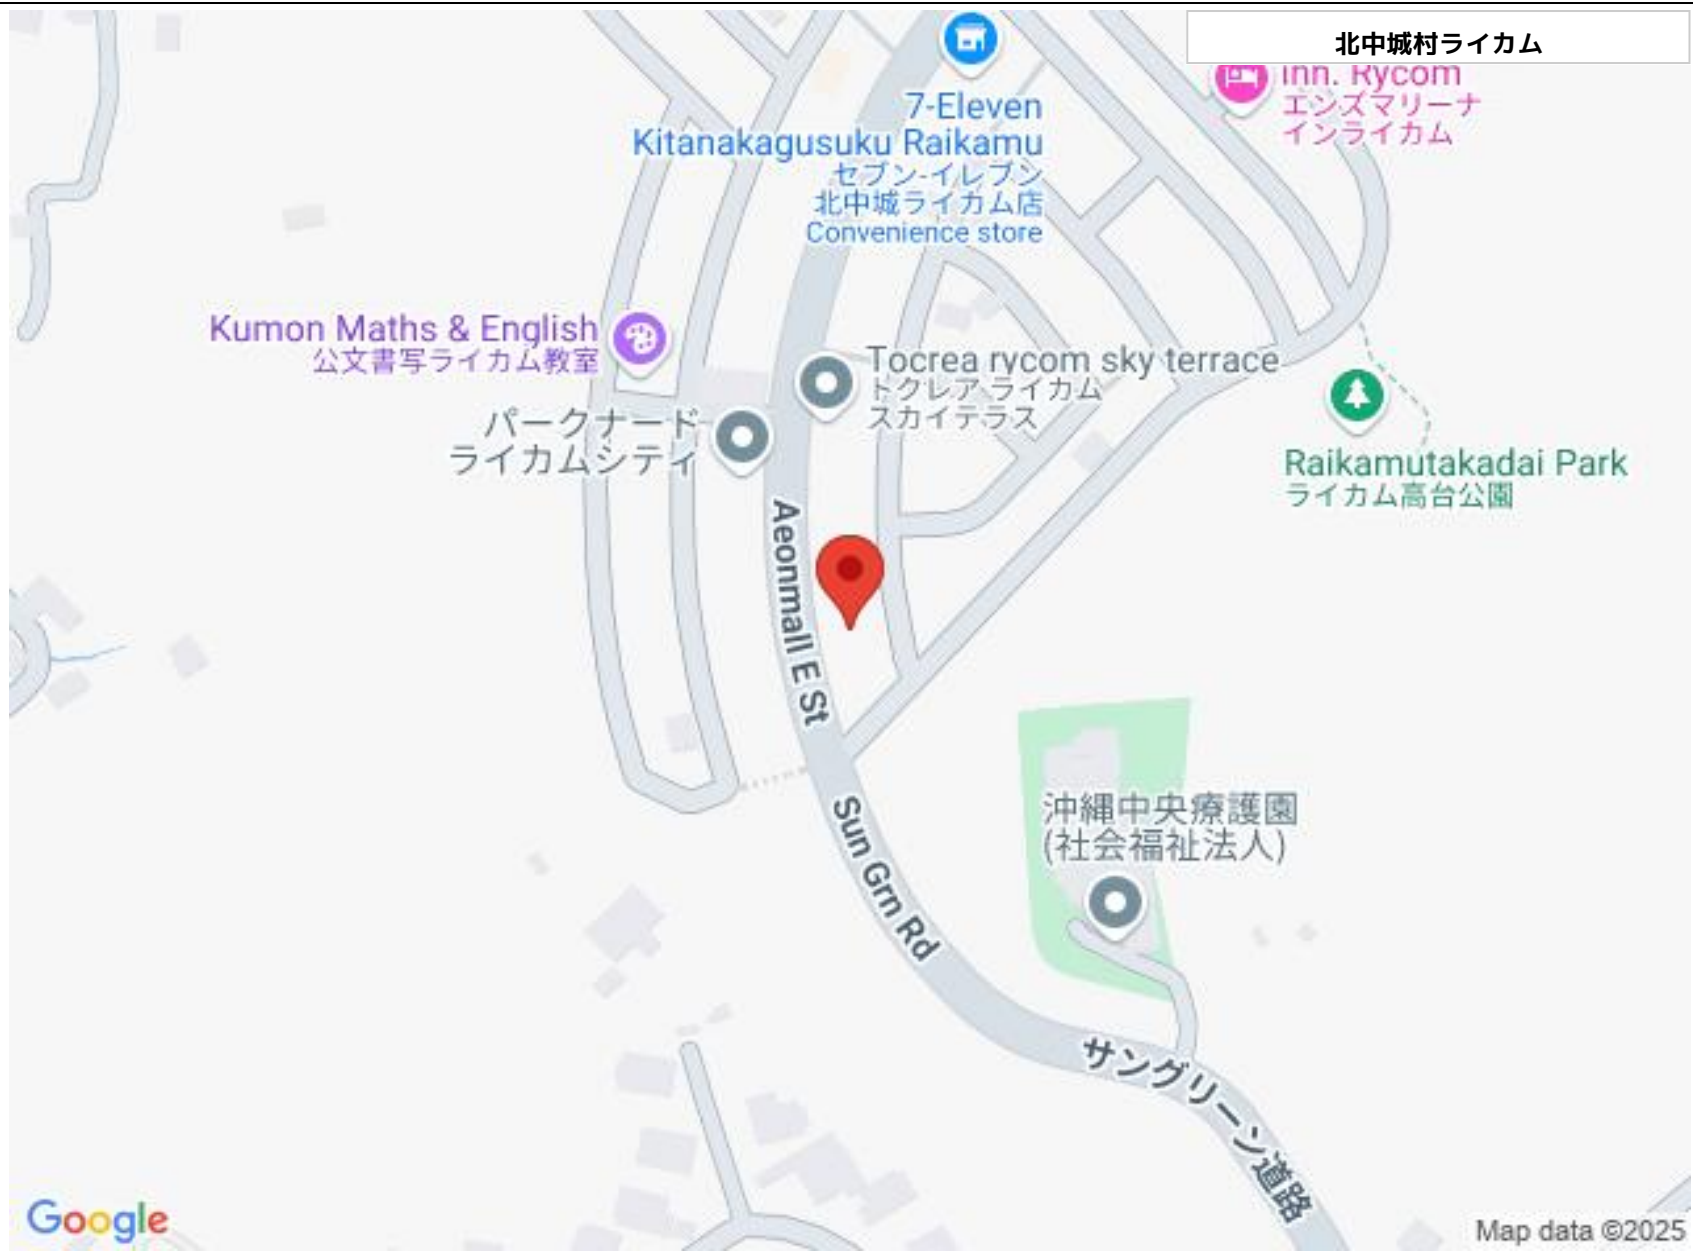 北中城村ライカム
Inn. Rycom
エンズマリーナ
インライカム
7-Eleven
Kitanakagusuku Raikamu
セブン-イレブン
北中城ライカム店
Convenience store
Kumon Maths & English
公文書写ライカム教室
Tocrea rycom sky terrace
トクレア ライカム
スカイテラス
パークナード
ライカムシティ
Raikamutakadai Park
ライカム高台公園
Aeonmall E St
沖縄中央療護園
(社会福祉法人)
Sun Grn Rd
サングリーン道路
Google
Map data ©2025